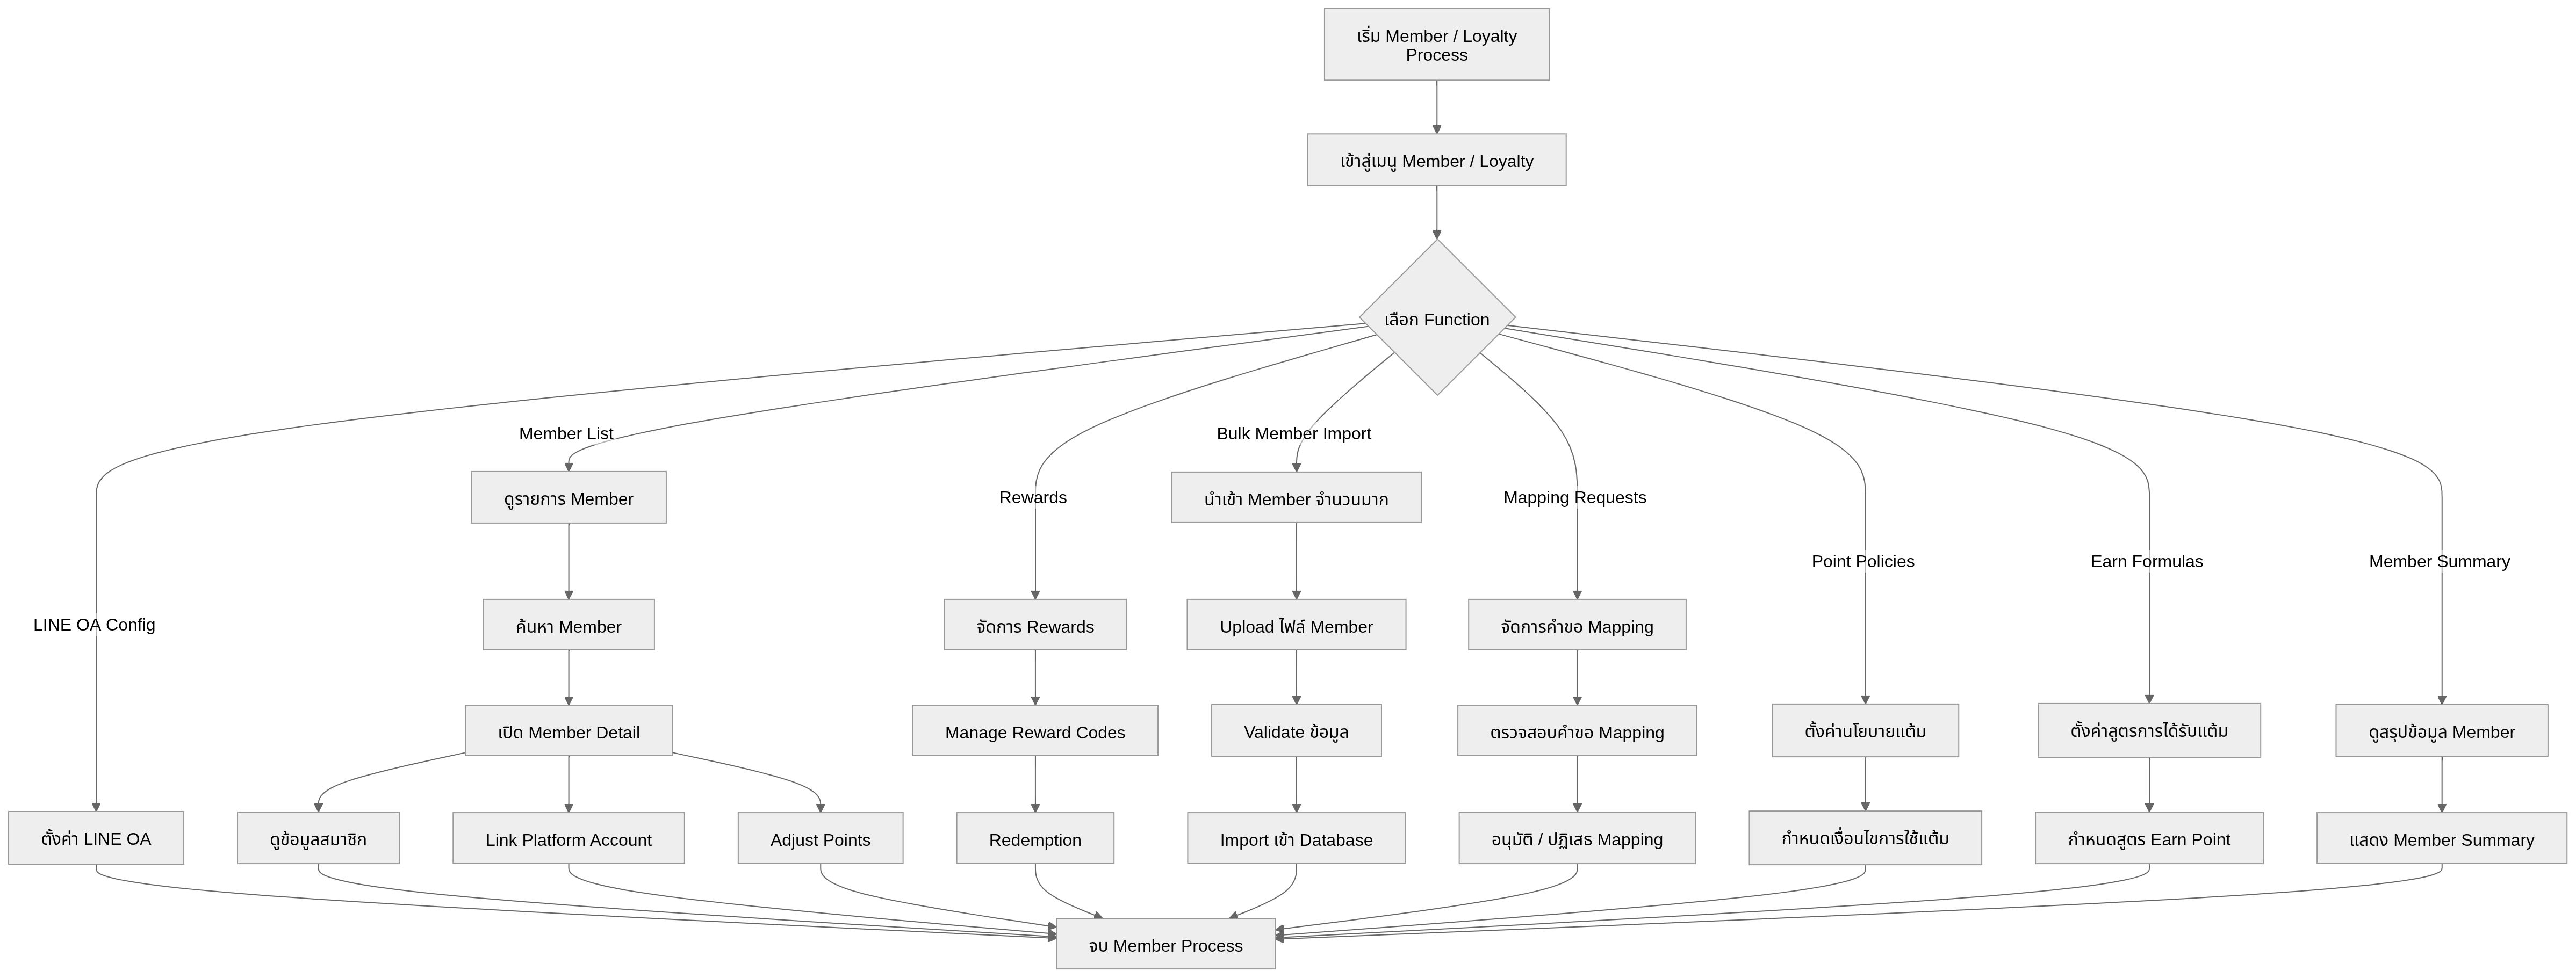 เริ่ม Member / Loyalty
Process
เข้าสู่เมนู Member / Loyalty
เลือก Function
Member List
Bulk Member Import
ดูรายการ Member
Rewards
นำเข้า Member จำนวนมาก
Mapping Requests
Point Policies
Earn Formulas
Member Summary
LINE OA Config
ค้นหา Member
จัดการ Rewards
Upload ไฟล์ Member
จัดการคำขอ Mapping
เปิด Member Detail
Manage Reward Codes
Validate ข้อมูล
ตรวจสอบคำขอ Mapping
ตั้งค่านโยบายแต้ม
ตั้งค่าสูตรการได้รับแต้ม
ดูสรุปข้อมูล Member
ตั้งค่า LINE OA
ดูข้อมูลสมาชิก
Link Platform Account
Adjust Points
Redemption
Import เข้า Database
อนุมัติ / ปฏิเสธ Mapping
กำหนดเงื่อนไขการใช้แต้ม
กำหนดสูตร Earn Point
แสดง Member Summary
จบ Member Process